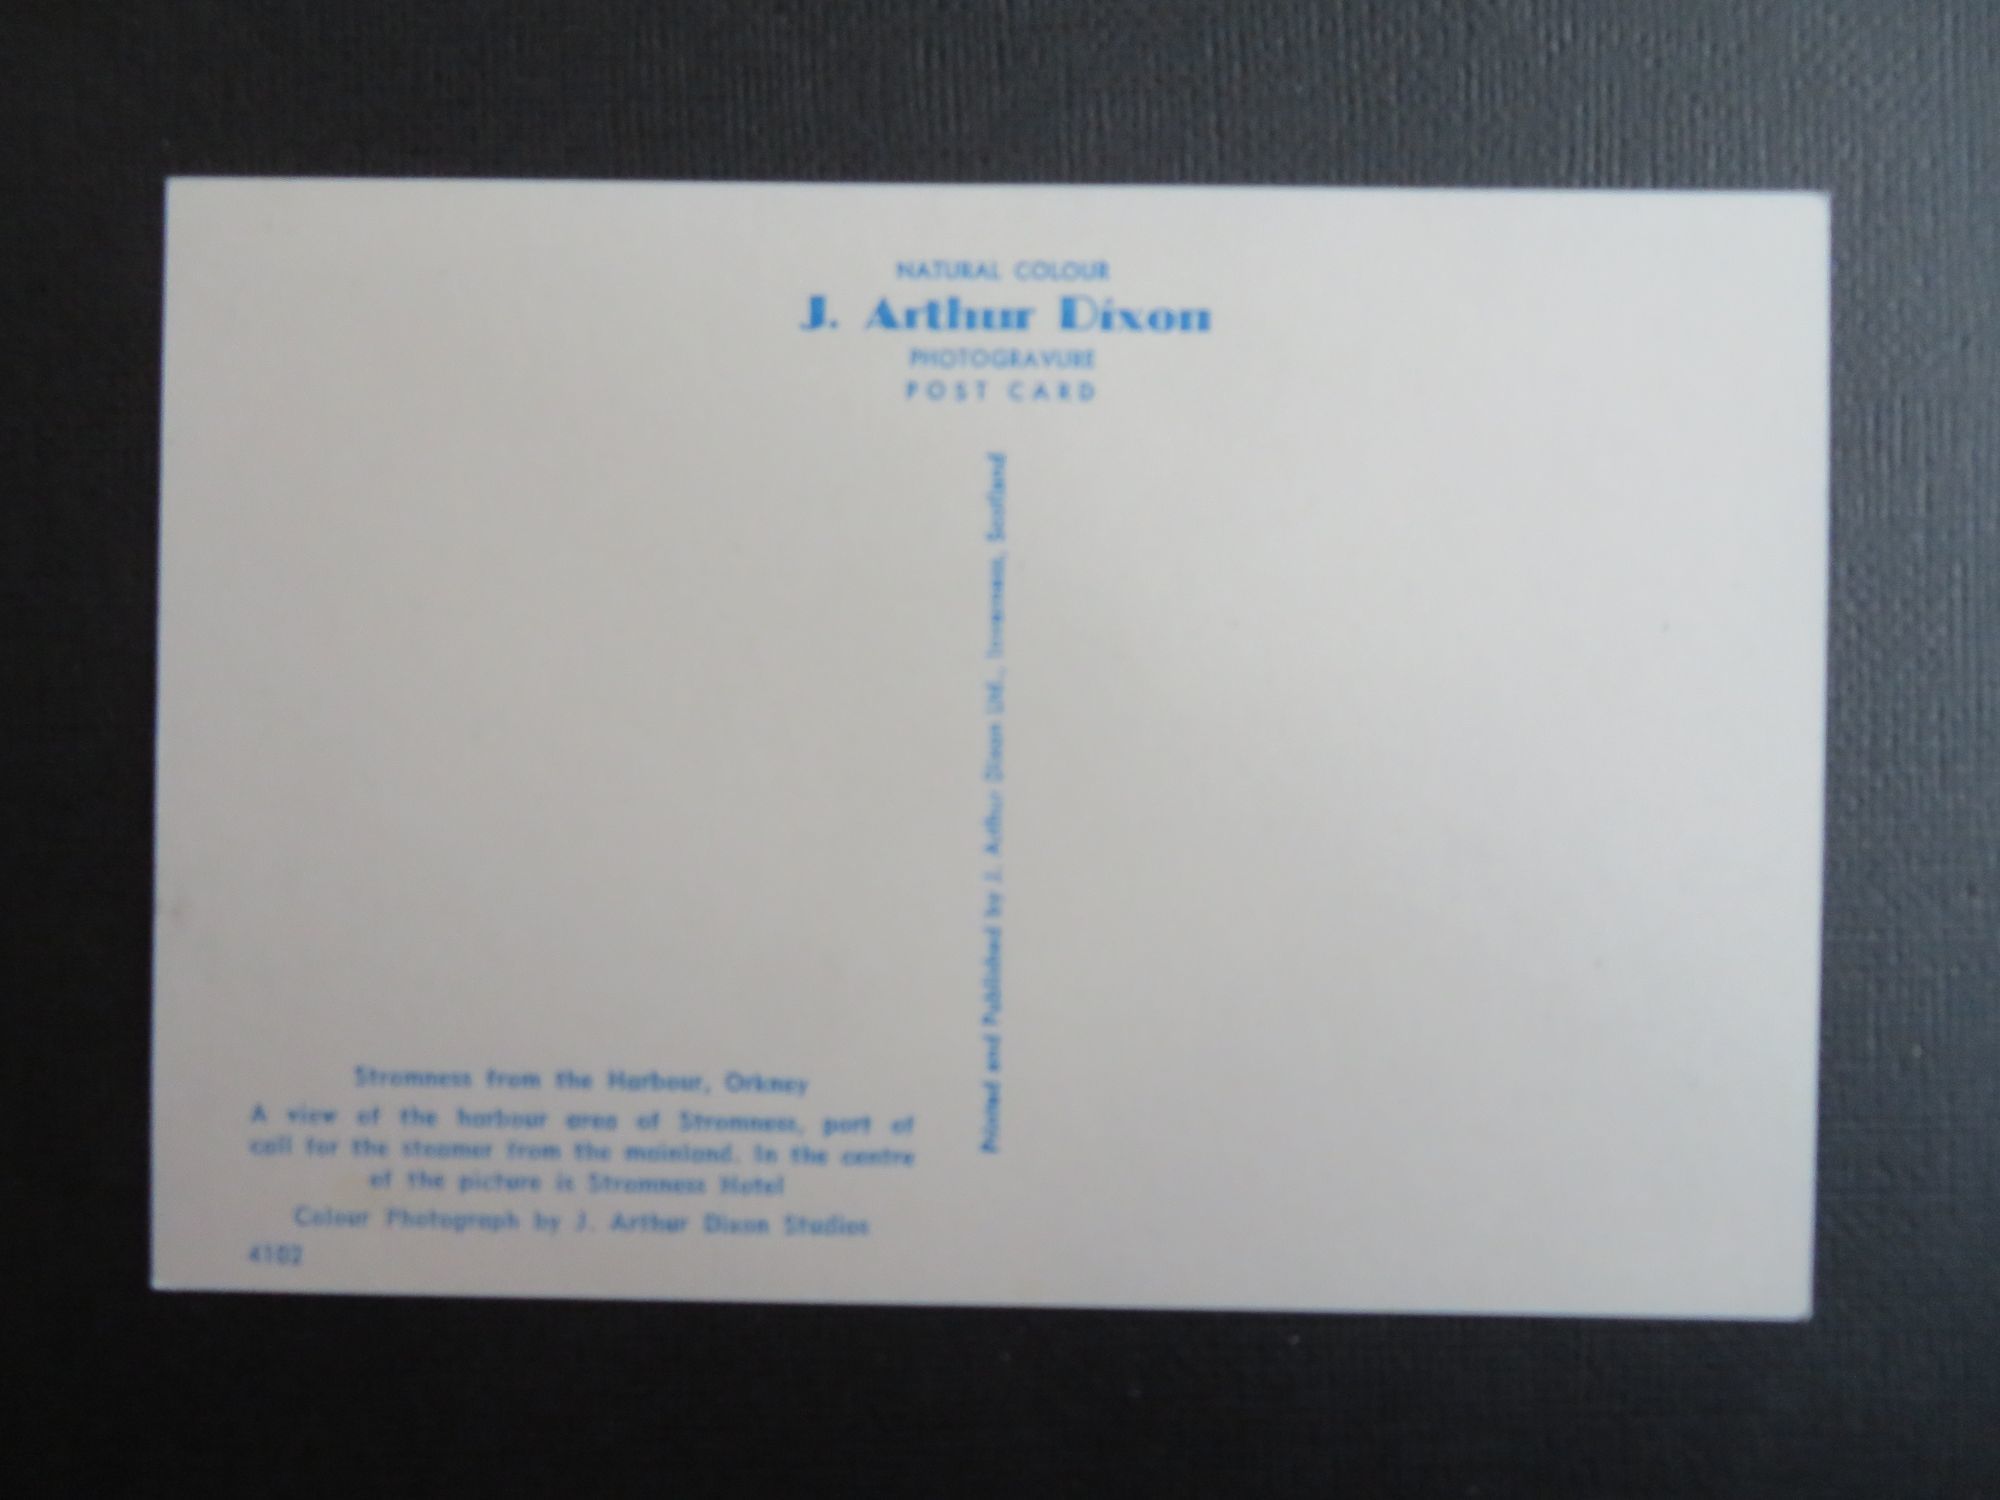 NATURAL COLOUR
J. Arthur Dixon
PHOTOGRAVURE
POST CARD
Printed and Published by J. Arthur Dixon Ltd., Inverness, Scotland
Stromness from the Harbour, Orkney
A view of the harbour area of Stromness, port of
call for the steamer from the mainland. In the centre
of the picture is Stromness Hotel
Colour Photograph by J. Arthur Dixon Studios
4102